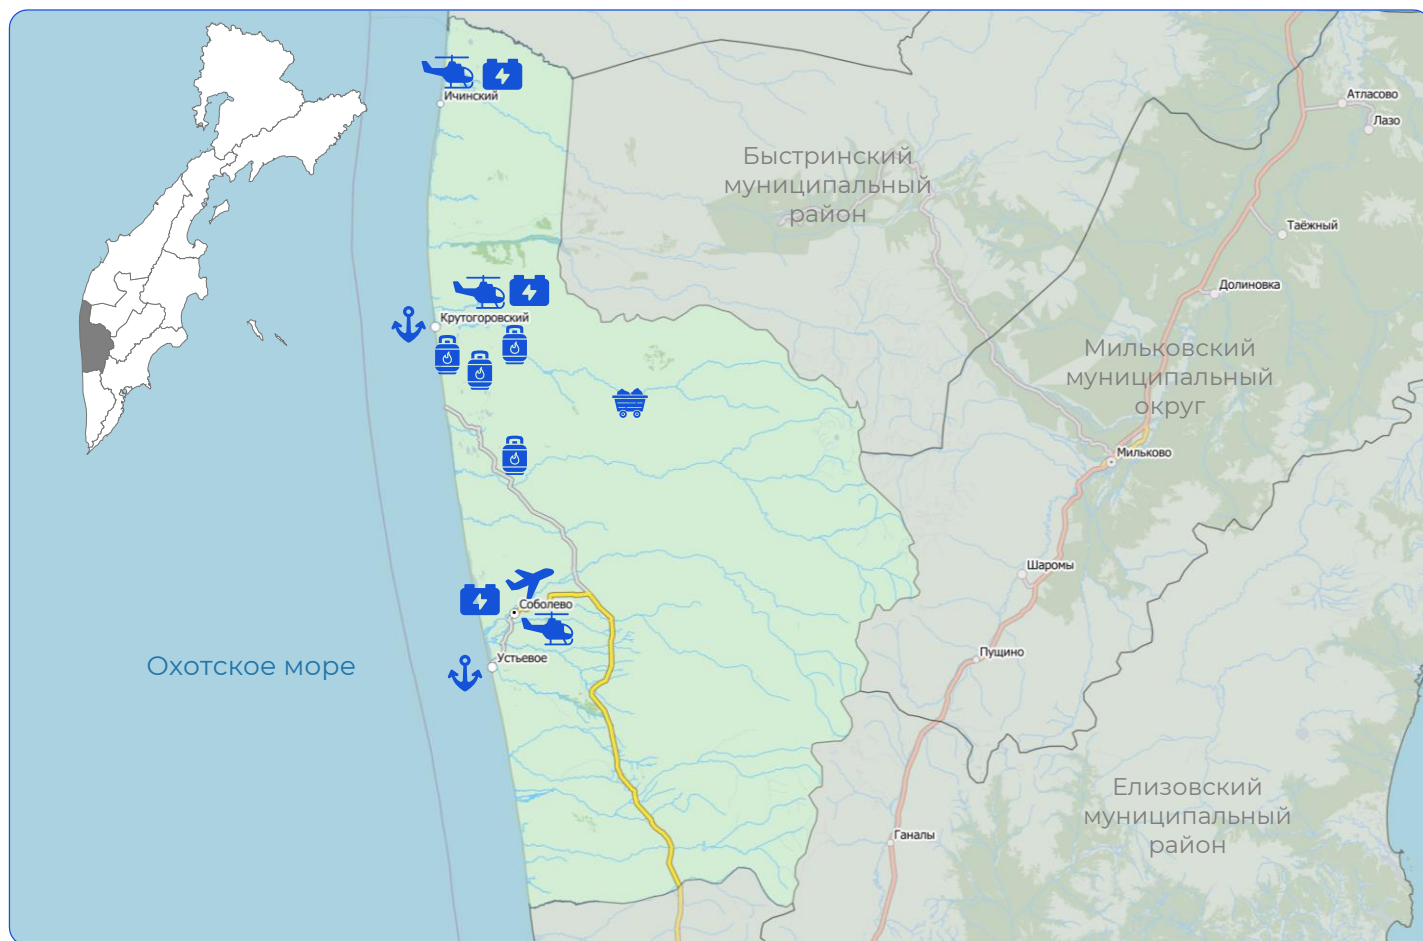 Ичинский
Атласово
Лазо
Быстринский
муниципальный
район
Таёжный
Долиновка
Крутогоровский
Мильковский
муниципальный
округ
Мильково
Шаромы
Соболево
Устьевое
Охотское море
Пущино
Елизовский
муниципальный
район
Ганалы